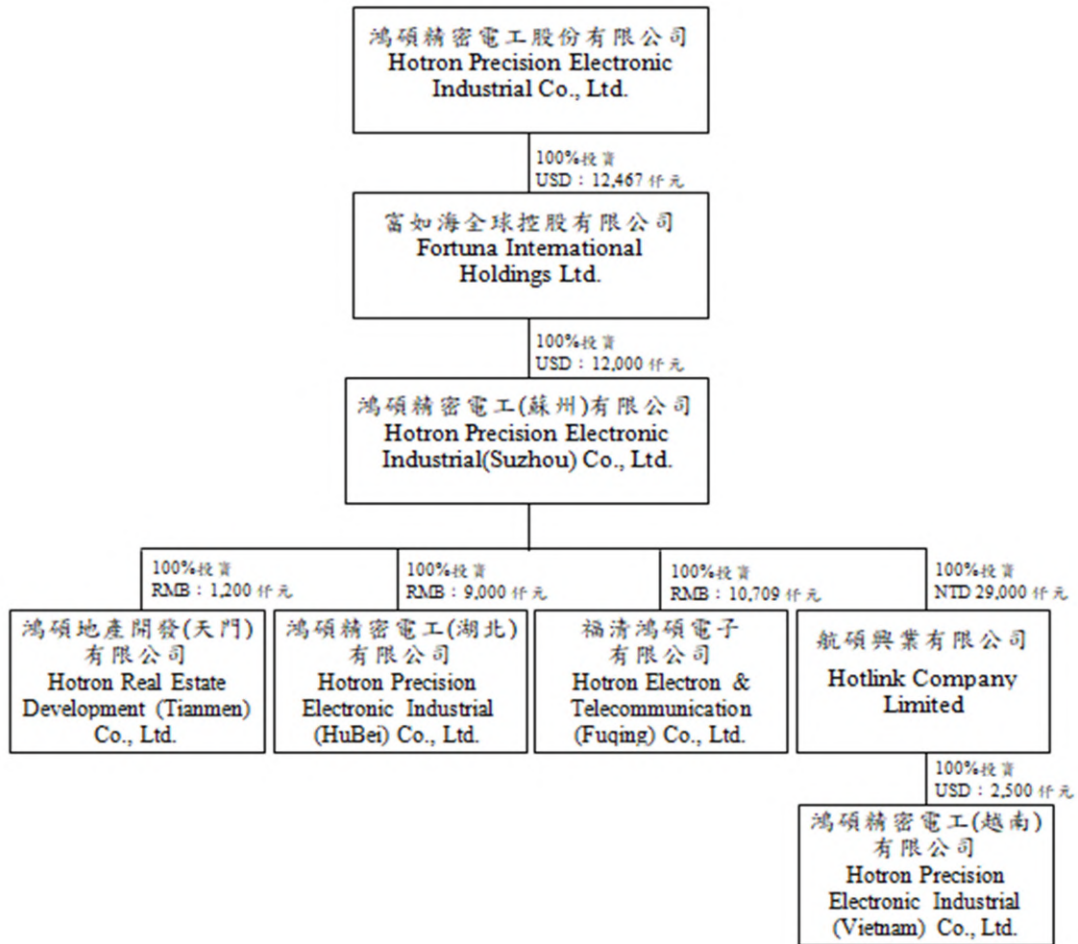 鴻碩精密電工股份有限公司
Hotron Precision Electronic
Industrial Co., Ltd.
100%投資
USD：12,467 仟元
富如海全球控股有限公司
Fortuna International
Holdings Ltd.
100%投資
USD：12,000 仟元
鴻碩精密電工(蘇州)有限公司
Hotron Precision Electronic
Industrial(Suzhou) Co., Ltd.
100%投資
RMB：1,200 仟元
鴻碩地產開發(天門)
有限公司
Hotron Real Estate
Development (Tianmen)
Co., Ltd.
100%投資
RMB：9,000 仟元
鴻碩精密電工(湖北)
有限公司
Hotron Precision
Electronic Industrial
(HuBei) Co., Ltd.
100%投資
RMB：10,709 仟元
福清鴻碩電子
有限公司
Hotron Electron &
Telecommunication
(Fuqing) Co., Ltd.
100%投資
NTD 29,000 仟元
航碩興業有限公司
Hotlink Company
Limited
100%投資
USD：2,500 仟元
鴻碩精密電工(越南)
有限公司
Hotron Precision
Electronic Industrial
(Vietnam) Co., Ltd.